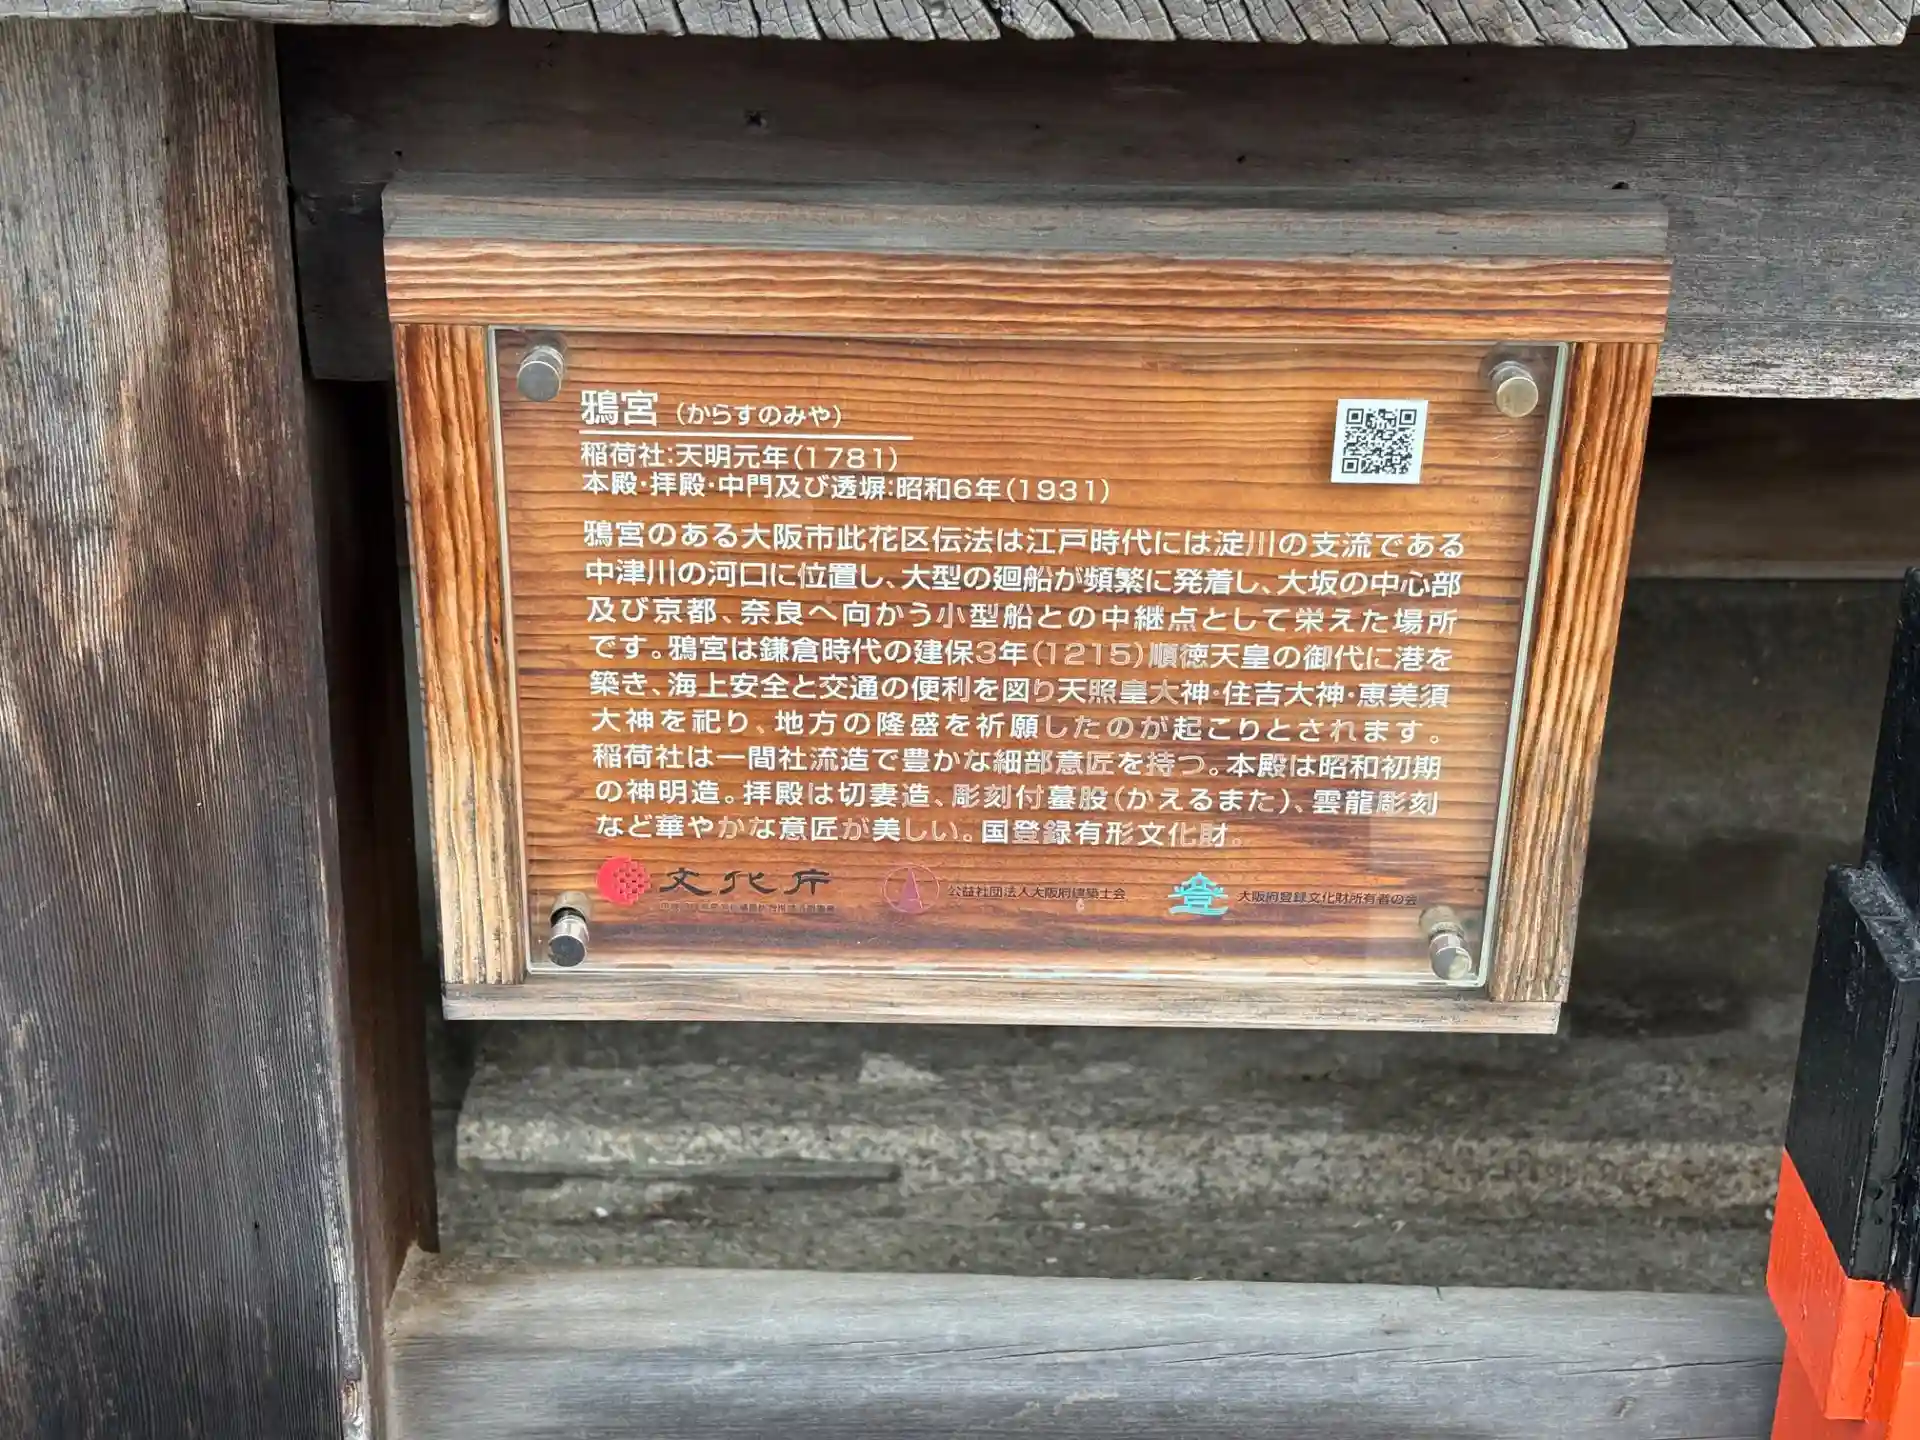 鴉宮 (からすのみや)
稲荷社:天明元年(1781)
本殿・拝殿・中門及び透塀:昭和6年(1931)
鴉宮のある大阪市此花区伝法は江戸時代には淀川の支流である
中津川の河口に位置し、大型の廻船が頻繁に発着し、大坂の中心部
及び京都、奈良へ向かう小型船との中継点として栄えた場所
です。鴉宮は鎌倉時代の建保3年(1215)順徳天皇の御代に港を
築き、海上安全と交通の便利を図り天照皇大神・住吉大神・恵美須
大神を祀り、地方の隆盛を祈願したのが起こりとされます。
稲荷社は一間社流造で豊かな細部意匠を持つ。本殿は昭和初期
の神明造。拝殿は切妻造、彫刻付蟇股(かえるまた)、雲龍彫刻
など華やかな意匠が美しい。国登録有形文化財。
文化庁 公益社団法人大阪府建築士会 登 大阪府登録文化財所有者の会